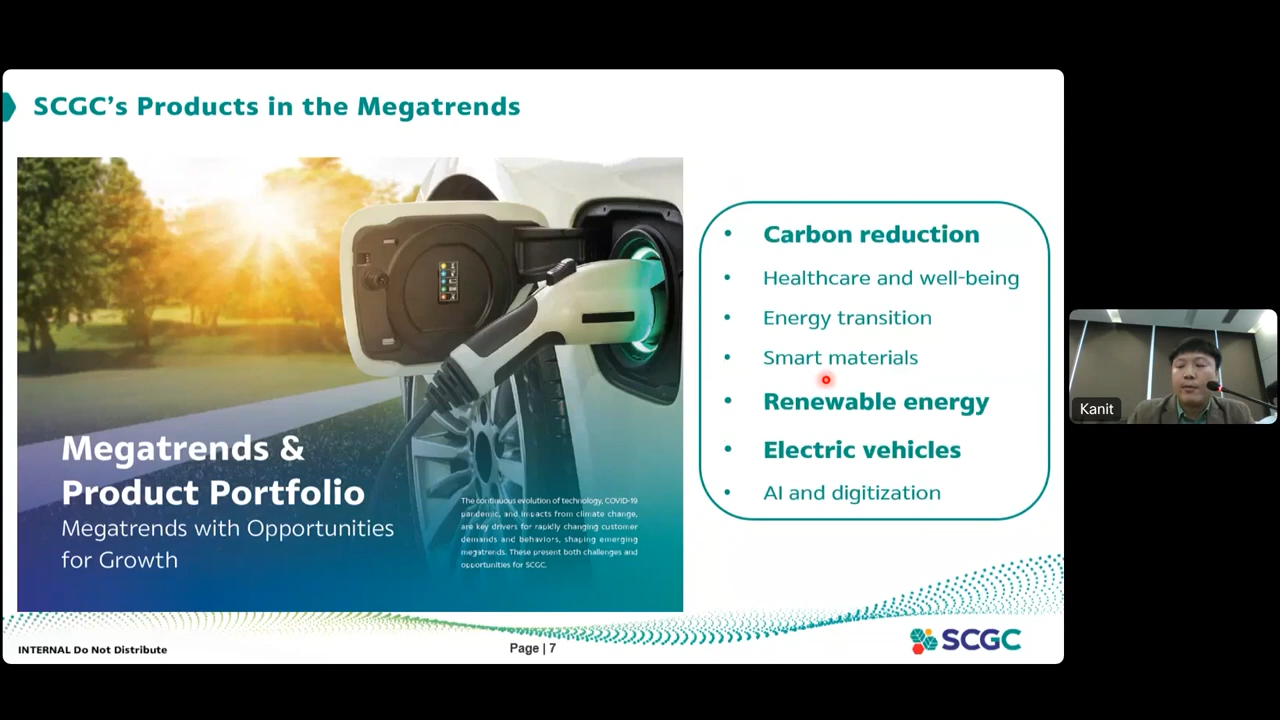 SCGC's Products in the Megatrends
Megatrends &
Product Portfolio
Megatrends with Opportunities
for Growth
The continuous evolution of technology, COVID-19
pandemic, and impacts from climate change,
are key drivers for rapidly changing customer
demands and behaviors, shaping emerging
megatrends. These present both challenges and
opportunities for SCGC.
• Carbon reduction
• Healthcare and well-being
• Energy transition
• Smart materials
• Renewable energy
• Electric vehicles
• AI and digitization
Kanit
INTERNAL Do Not Distribute
Page | 7
SCGC